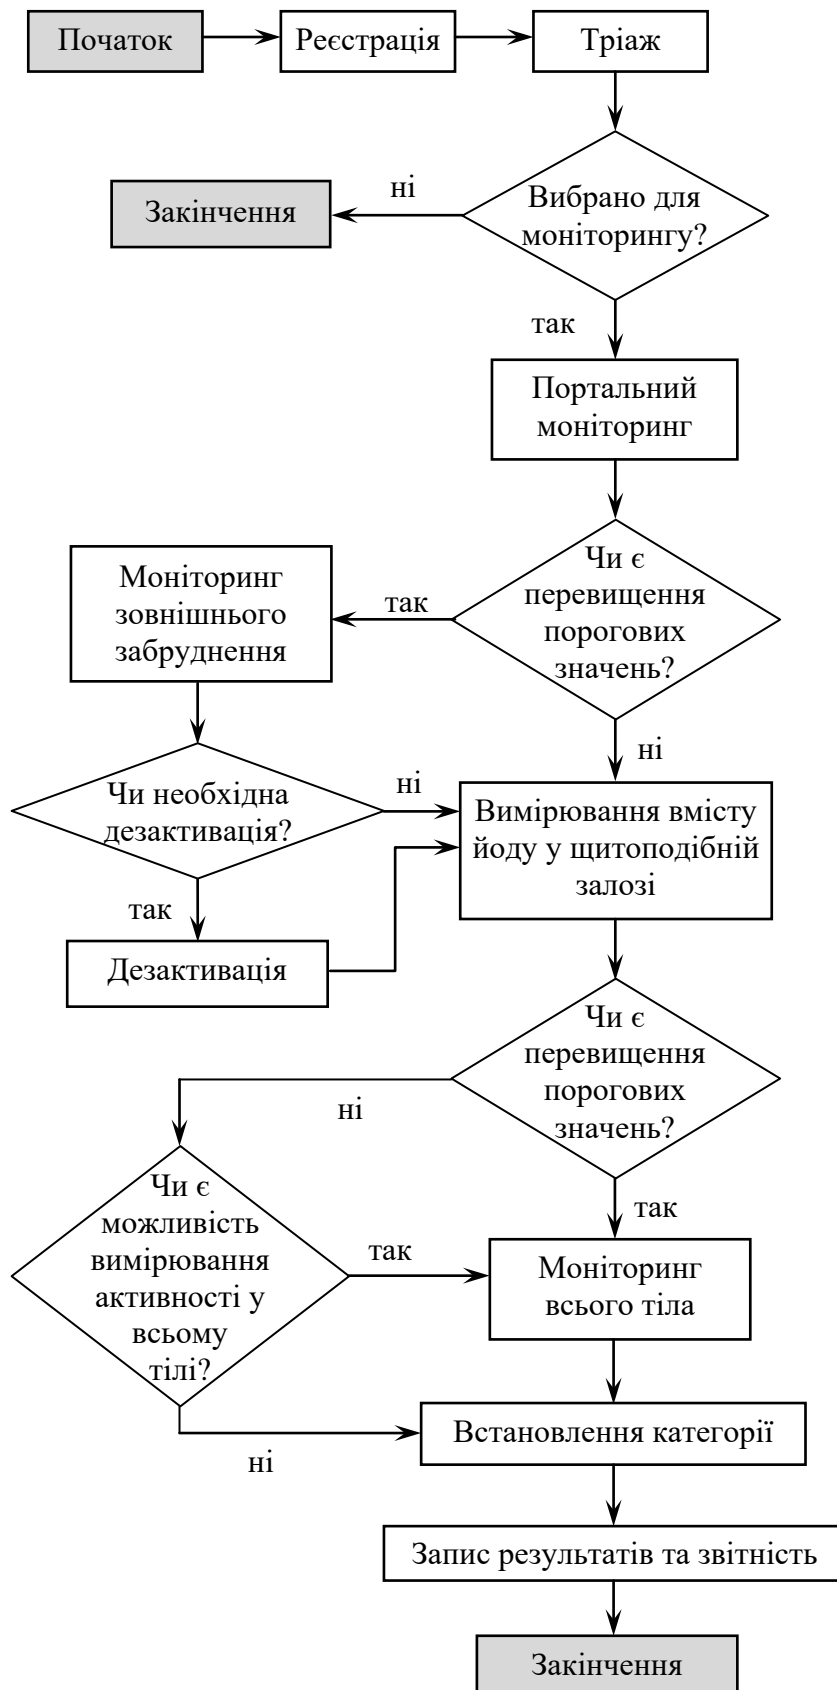 Початок
Реєстрація
Тріаж
Вибрано для
моніторингу?
ні
Закінчення
так
Портальний
моніторинг
Чи є
перевищення
порогових
значень?
так
Моніторинг
зовнішнього
забруднення
ні
Чи необхідна
дезактивація?
ні
Вимірювання вмісту
йоду у щитоподібній
залозі
так
Дезактивація
Чи є
перевищення
порогових
значень?
ні
так
Чи є
можливість
вимірювання
активності у
всьому
тілі?
так
Моніторинг
всього тіла
ні
Встановлення категорії
Запис результатів та звітність
Закінчення